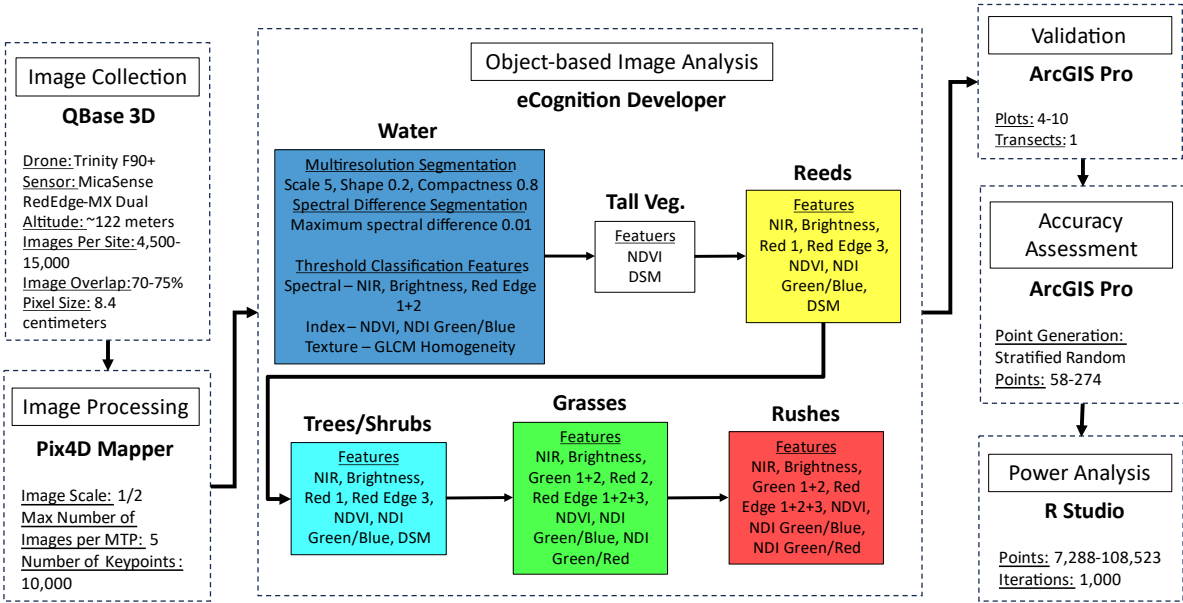 Image Collection
QBase 3D
Drone: Trinity F90+
Sensor: MicaSense
RedEdge-MX Dual
Altitude: ~122 meters
Images Per Site: 4,500-
15,000
Image Overlap: 70-75%
Pixel Size: 8.4
centimeters
Image Processing
Pix4D Mapper
Image Scale: 1/2
Max Number of
Images per MTP: 5
Number of Keypoints:
10,000
Object-based Image Analysis
eCognition Developer
Water
Multiresolution Segmentation
Scale 5, Shape 0.2, Compactness 0.8
Spectral Difference Segmentation
Maximum spectral difference 0.01
Threshold Classification Features
Spectral – NIR, Brightness, Red Edge
1+2
Index – NDVI, NDI Green/Blue
Texture – GLCM Homogeneity
Tall Veg.
Featuers
NDVI
DSM
Reeds
Features
NIR, Brightness,
Red 1, Red Edge 3,
NDVI, NDI
Green/Blue,
DSM
Trees/Shrubs
Features
NIR, Brightness,
Red 1, Red Edge 3,
NDVI, NDI
Green/Blue, DSM
Grasses
Features
NIR, Brightness,
Green 1+2, Red 2,
Red Edge 1+2+3,
NDVI, NDI
Green/Blue, NDI
Green/Red
Rushes
Features
NIR, Brightness,
Green 1+2, Red
Edge 1+2+3, NDVI,
NDI Green/Blue,
NDI Green/Red
Validation
ArcGIS Pro
Plots: 4-10
Transects: 1
Accuracy
Assessment
ArcGIS Pro
Point Generation:
Stratified Random
Points: 58-274
Power Analysis
R Studio
Points: 7,288-108,523
Iterations: 1,000